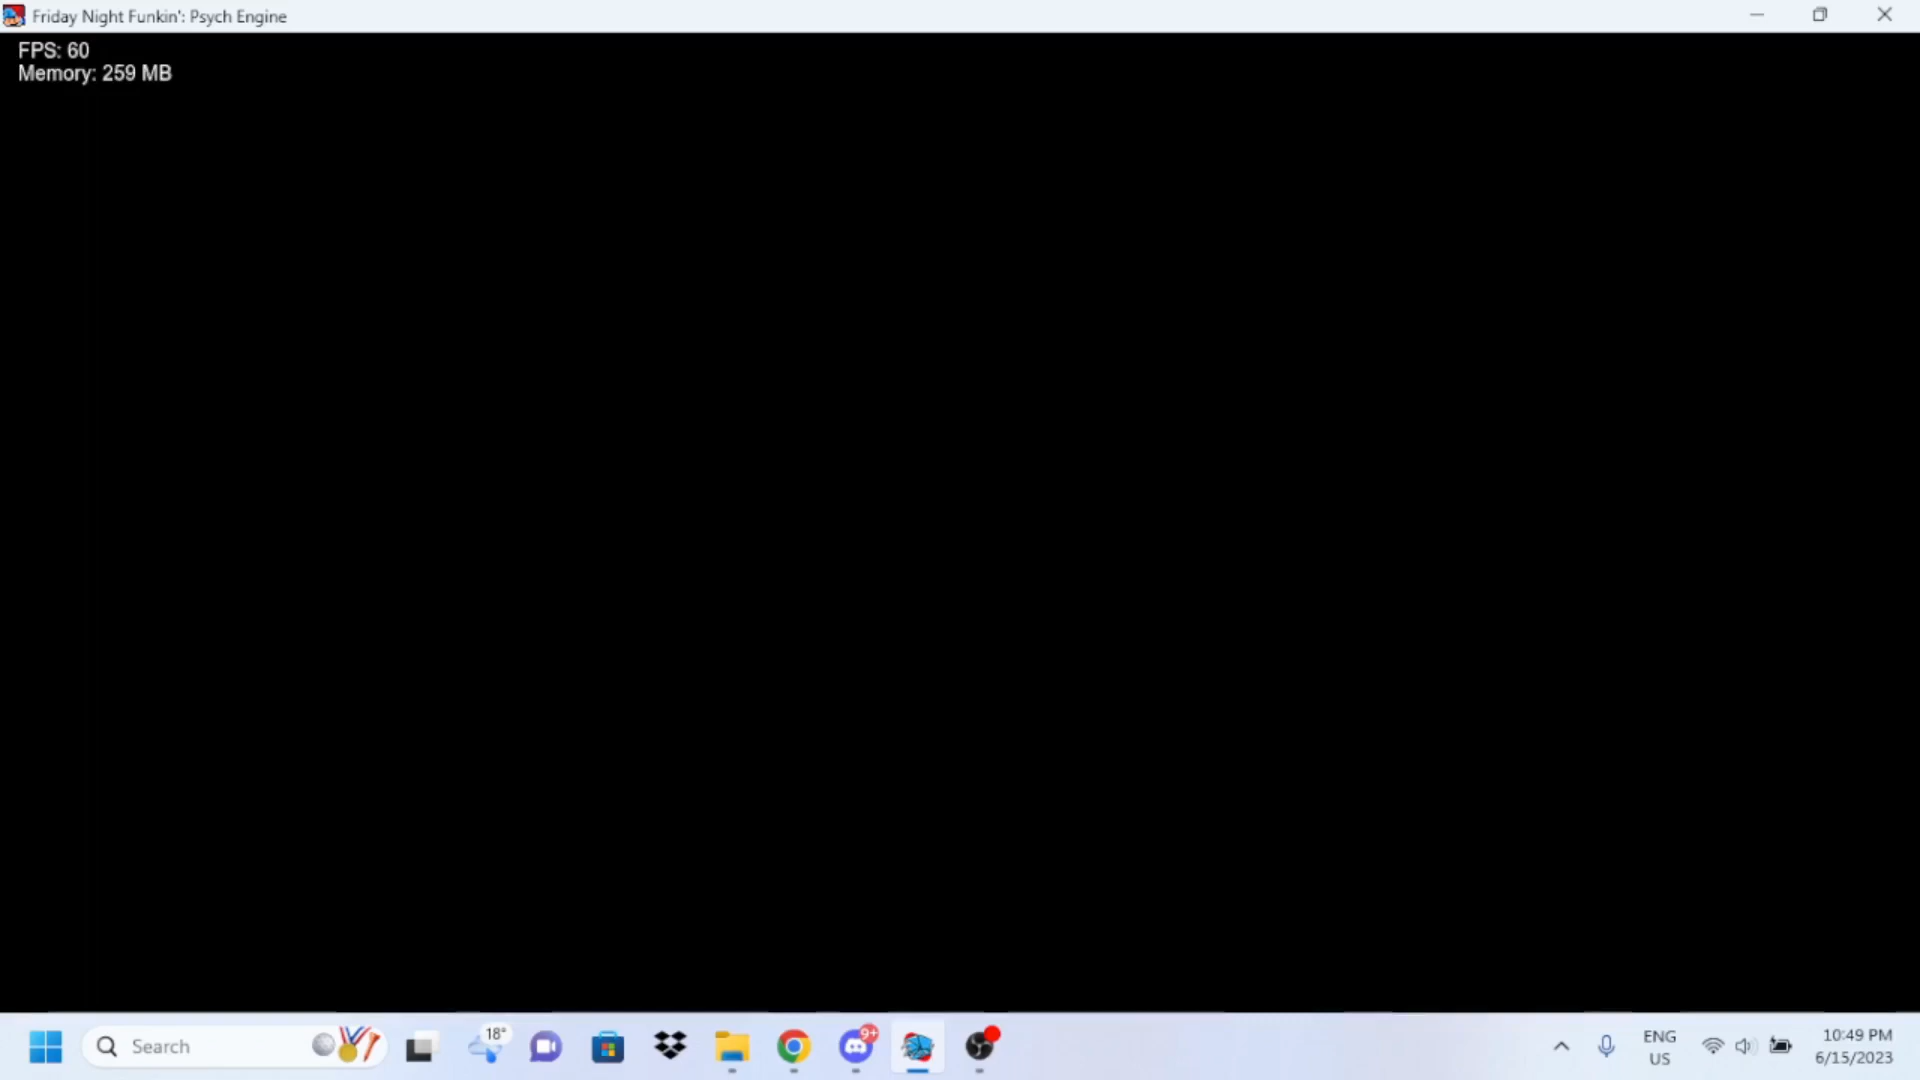 Friday Night Funkin': Psych Engine
FPS: 60
Memory: 259 MB
Search
18°
9+
ENG
US
10:49 PM
6/15/2023